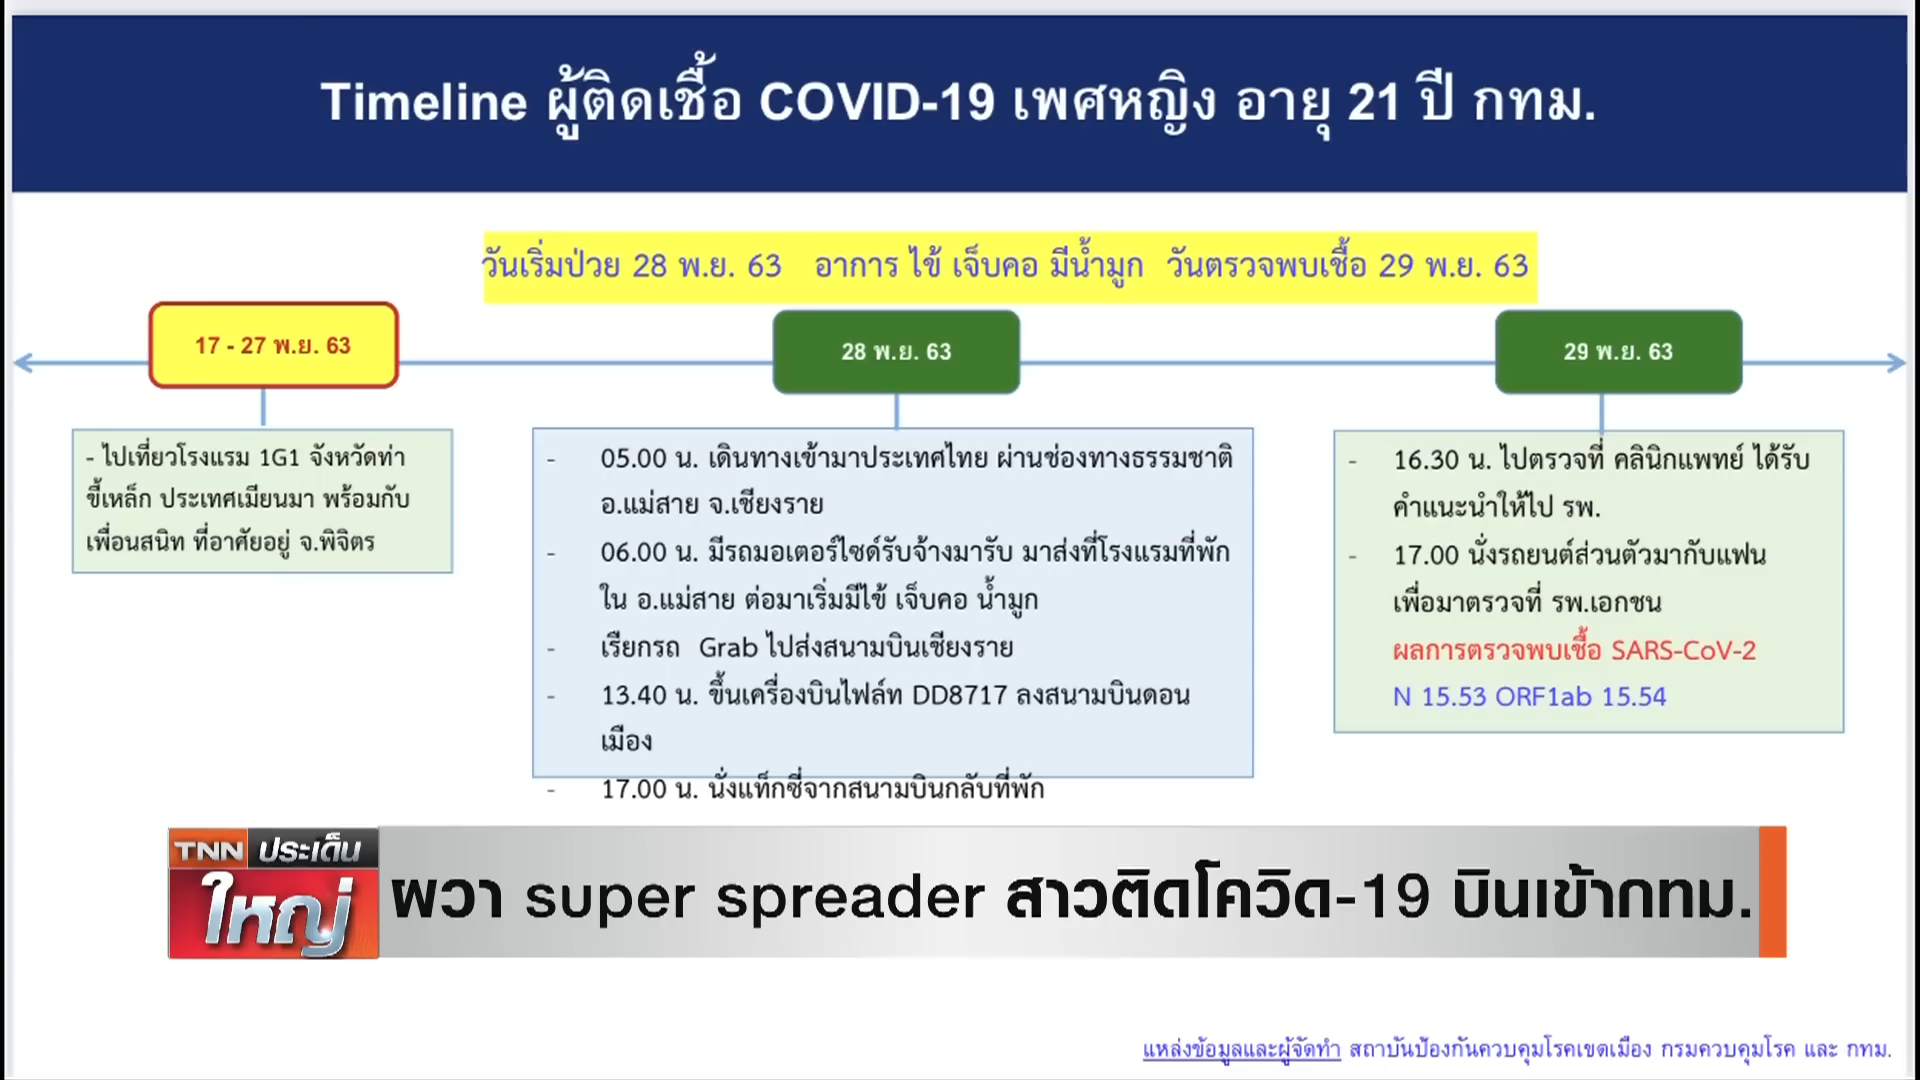 Timeline ผู้ติดเชื้อ COVID-19 เพศหญิง อายุ 21 ปี กทม.
วันเริ่มป่วย 28 พ.ย. 63 อาการ ไข้ เจ็บคอ มีน้ำมูก วันตรวจพบเชื้อ 29 พ.ย. 63
17 - 27 พ.ย. 63
- ไปเที่ยวโรงแรม 1G1 จังหวัดท่า
ขี้เหล็ก ประเทศเมียนมา พร้อมกับ
เพื่อนสนิท ที่อาศัยอยู่ จ.พิจิตร
28 พ.ย. 63
- 05.00 น. เดินทางเข้ามาประเทศไทย ผ่านช่องทางธรรมชาติ
อ.แม่สาย จ.เชียงราย
- 06.00 น. มีรถมอเตอร์ไซด์รับจ้างมารับ มาส่งที่โรงแรมที่พัก
ใน อ.แม่สาย ต่อมาเริ่มมีไข้ เจ็บคอ น้ำมูก
- เรียกรถ Grab ไปส่งสนามบินเชียงราย
- 13.40 น. ขึ้นเครื่องบินไฟล์ท DD8717 ลงสนามบินดอน
เมือง
- 17.00 น. นั่งแท็กซี่จากสนามบินกลับที่พัก
29 พ.ย. 63
- 16.30 น. ไปตรวจที่ คลินิกแพทย์ ได้รับ
คำแนะนำให้ไป รพ.
- 17.00 นั่งรถยนต์ส่วนตัวมากับแฟน
เพื่อมาตรวจที่ รพ.เอกชน
ผลการตรวจพบเชื้อ SARS-CoV-2
N 15.53 ORF1ab 15.54
TNN ประเด็น
ใหญ่
ผวา super spreader สาวติดโควิด-19 บินเข้ากทม.
แหล่งข้อมูลและผู้จัดทำ สถาบันป้องกันควบคุมโรคเขตเมือง กรมควบคุมโรค และ กทม.